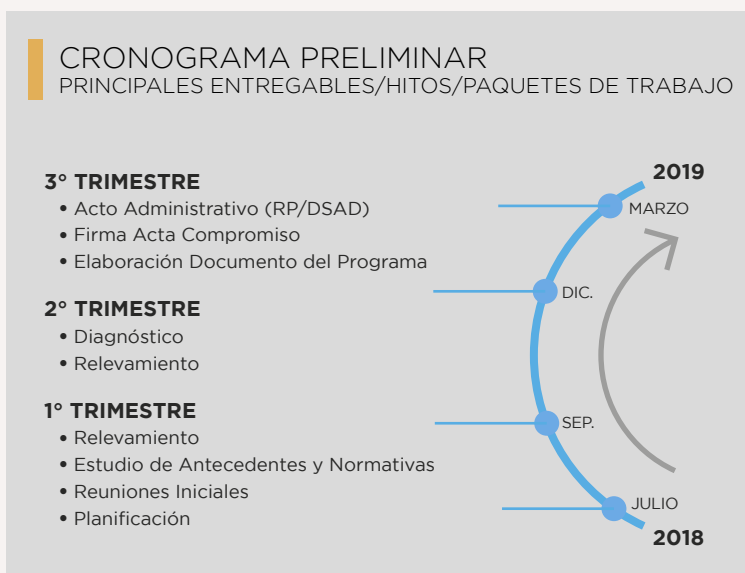 CRONOGRAMA PRELIMINAR
PRINCIPALES ENTREGABLES/HITOS/PAQUETES DE TRABAJO
3° TRIMESTRE
• Acto Administrativo (RP/DSAD)
• Firma Acta Compromiso
• Elaboración Documento del Programa
2° TRIMESTRE
• Diagnóstico
• Relevamiento
1° TRIMESTRE
• Relevamiento
• Estudio de Antecedentes y Normativas
• Reuniones Iniciales
• Planificación
2019
MARZO
DIC.
SEP.
JULIO
2018